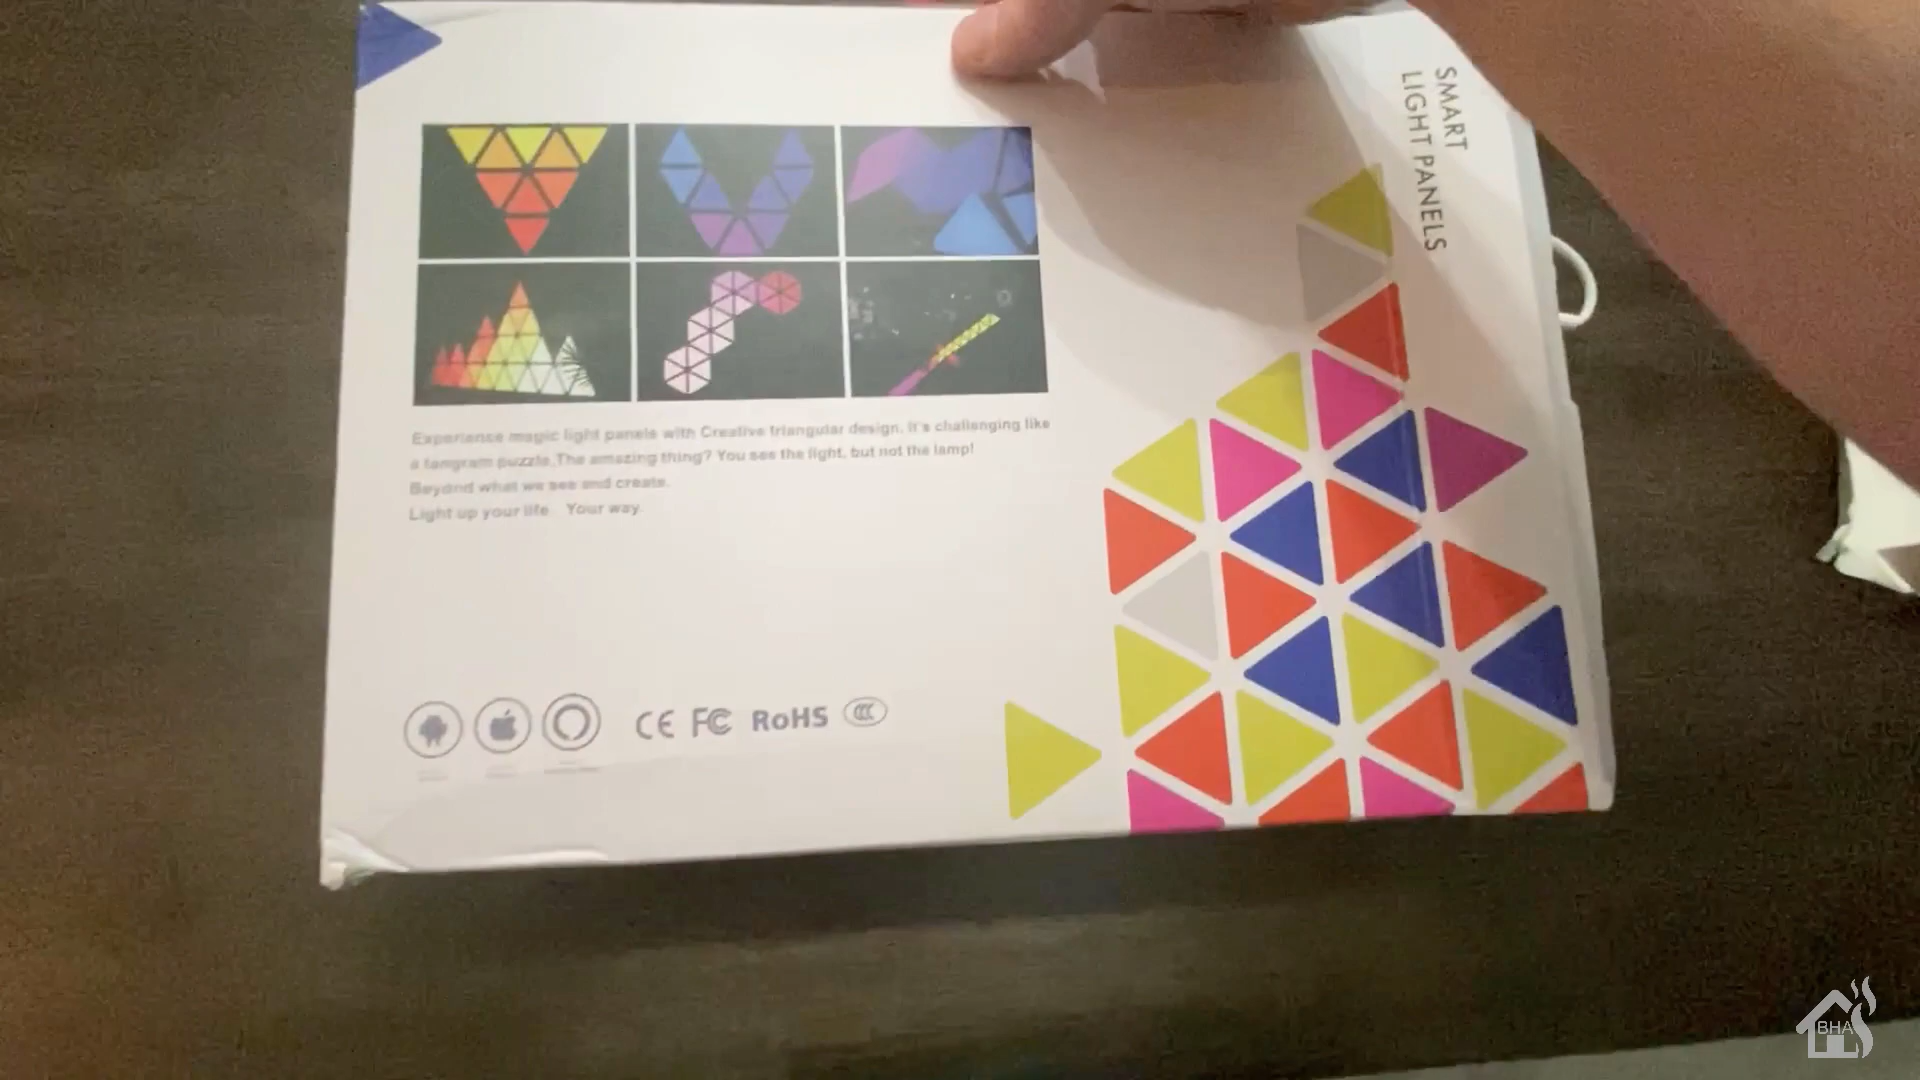 SMART
LIGHT PANELS
Experience magic light panels with Creative triangular design. It's challenging like
a tangram puzzle.The amazing thing? You see the light, but not the lamp!
Beyond what we see and create.
Light up your life Your way.
CE FC RoHS CCC
BHA